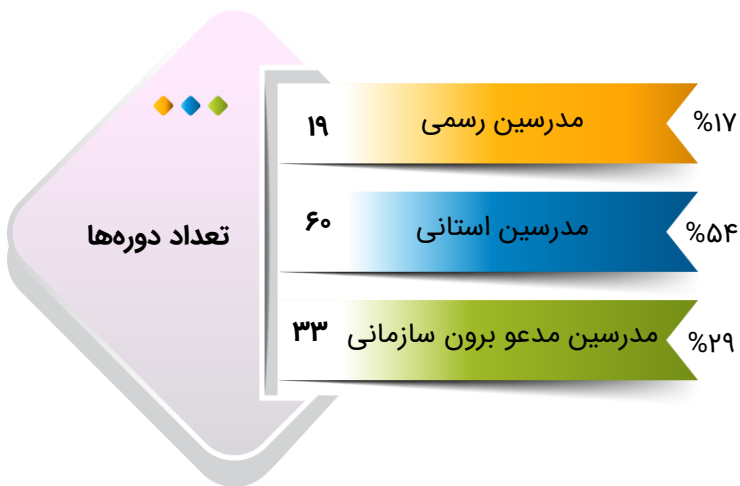 تعداد دوره‌ها
۱۹ مدرسین رسمی %۱۷
۶۰ مدرسین استانی %۵۴
۳۳ مدرسین مدعو برون سازمانی %۲۹